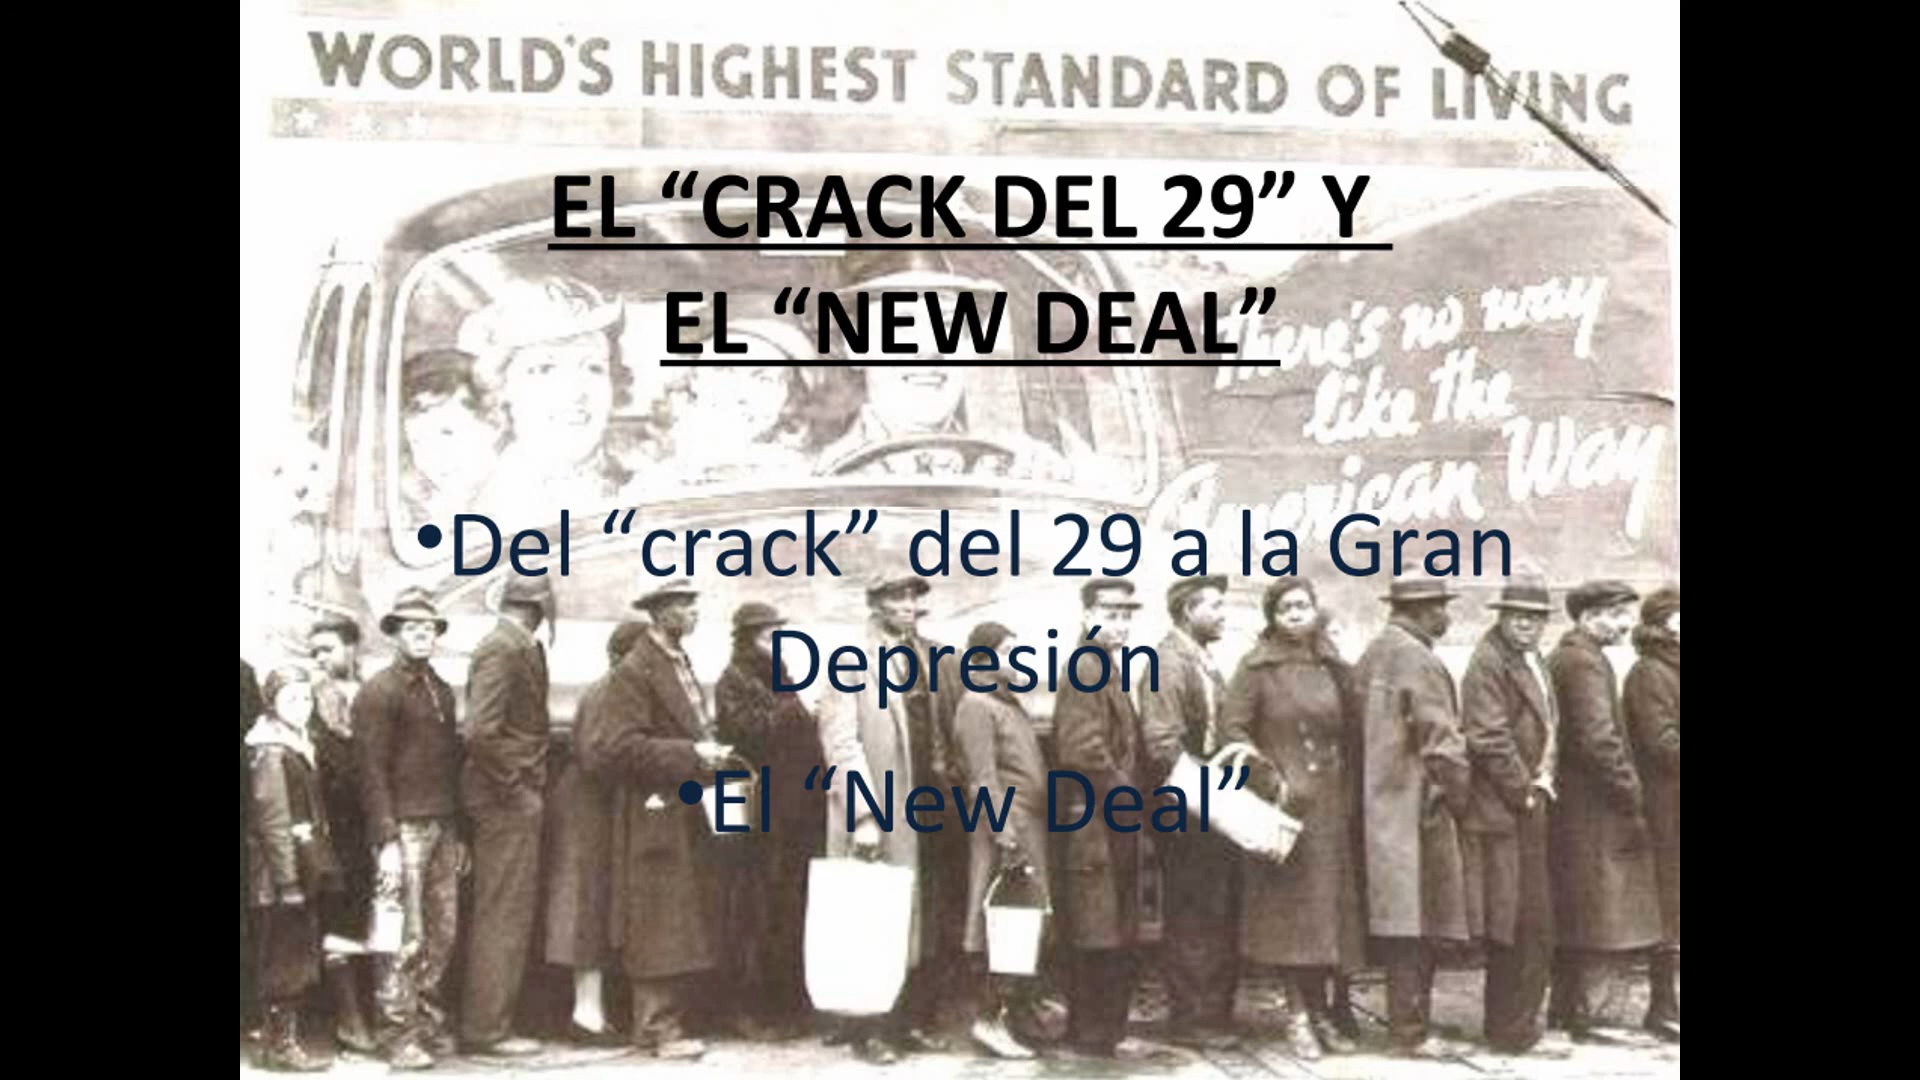 WORLD'S HIGHEST STANDARD OF LIVING
EL “CRACK DEL 29” Y
EL “NEW DEAL”
There's no way
like the
American Way
•Del “crack” del 29 a la Gran
Depresión
•El “New Deal”